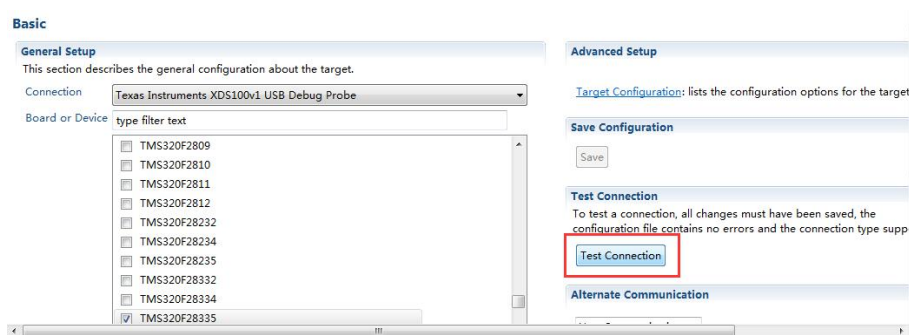 Basic
General Setup
This section describes the general configuration about the target.
Connection
Texas Instruments XDS100v1 USB Debug Probe
Board or Device
type filter text
TMS320F2809
TMS320F2810
TMS320F2811
TMS320F2812
TMS320F28232
TMS320F28234
TMS320F28235
TMS320F28332
TMS320F28334
TMS320F28335
Advanced Setup
Target Configuration: lists the configuration options for the target
Save Configuration
Save
Test Connection
To test a connection, all changes must have been saved, the
configuration file contains no errors and the connection type supp
Test Connection
Alternate Communication